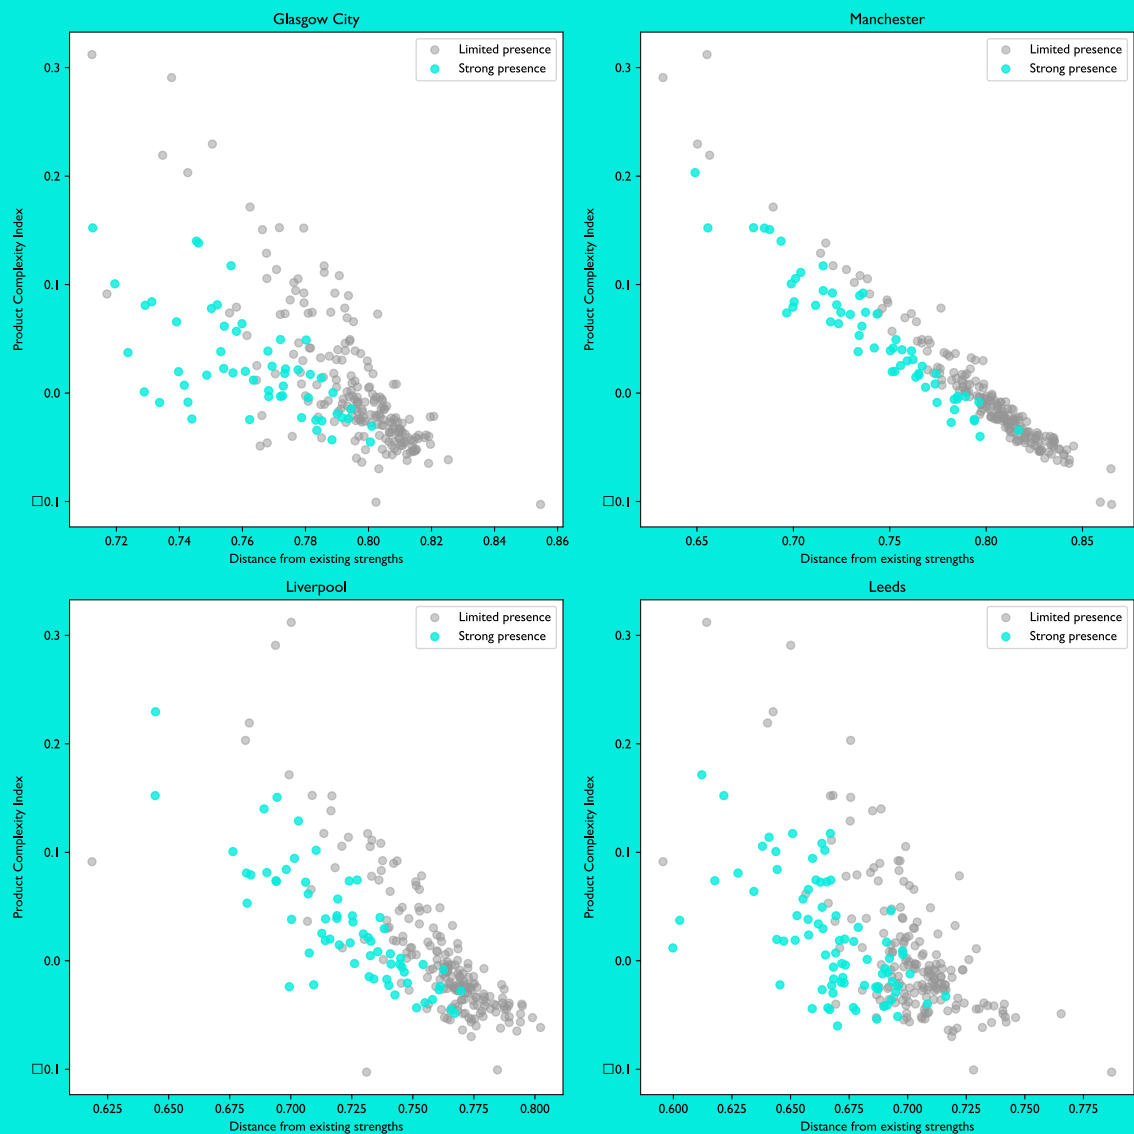 Glasgow City
Limited presence
Strong presence
Product Complexity Index
0.3
0.2
0.1
0.0
□0.1
0.72 0.74 0.76 0.78 0.80 0.82 0.84 0.86
Distance from existing strengths
Manchester
Limited presence
Strong presence
Product Complexity Index
0.3
0.2
0.1
0.0
□0.1
0.65 0.70 0.75 0.80 0.85
Distance from existing strengths
Liverpool
Limited presence
Strong presence
Product Complexity Index
0.3
0.2
0.1
0.0
□0.1
0.625 0.650 0.675 0.700 0.725 0.750 0.775 0.800
Distance from existing strengths
Leeds
Limited presence
Strong presence
Product Complexity Index
0.3
0.2
0.1
0.0
□0.1
0.600 0.625 0.650 0.675 0.700 0.725 0.750 0.775
Distance from existing strengths